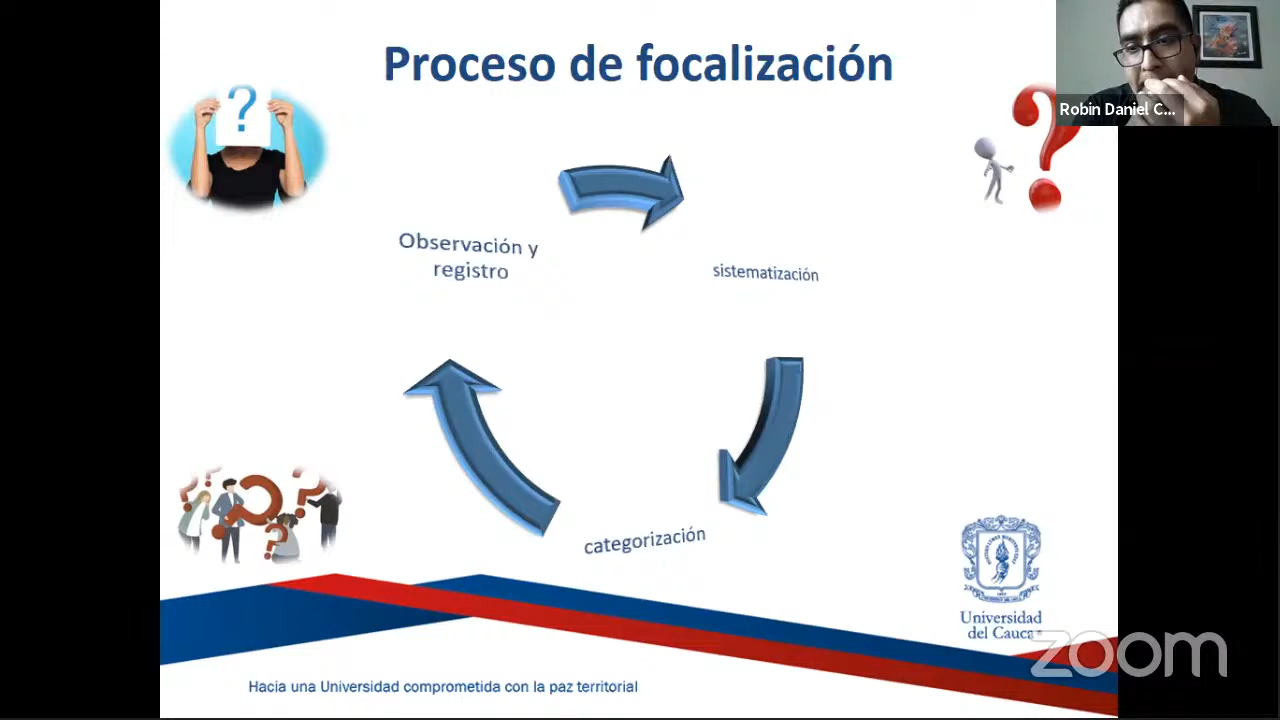 Proceso de focalización
Robin Daniel C...
Observación y
registro
sistematización
categorización
Universidad
del Cauca
zoom
Hacia una Universidad comprometida con la paz territorial